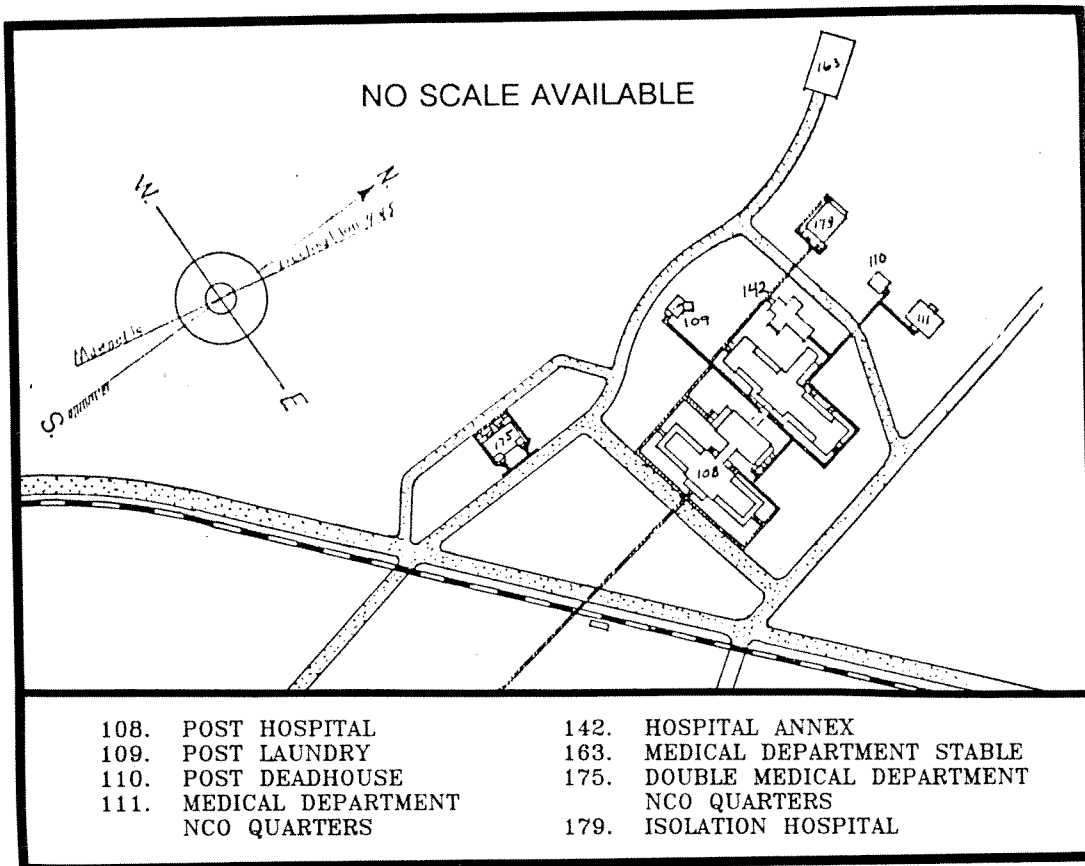 NO SCALE AVAILABLE
163
N.
W.
179
110
142
109
111
S.
E
175
108
108. POST HOSPITAL
109. POST LAUNDRY
110. POST DEADHOUSE
111. MEDICAL DEPARTMENT
NCO QUARTERS
142. HOSPITAL ANNEX
163. MEDICAL DEPARTMENT STABLE
175. DOUBLE MEDICAL DEPARTMENT
NCO QUARTERS
179. ISOLATION HOSPITAL